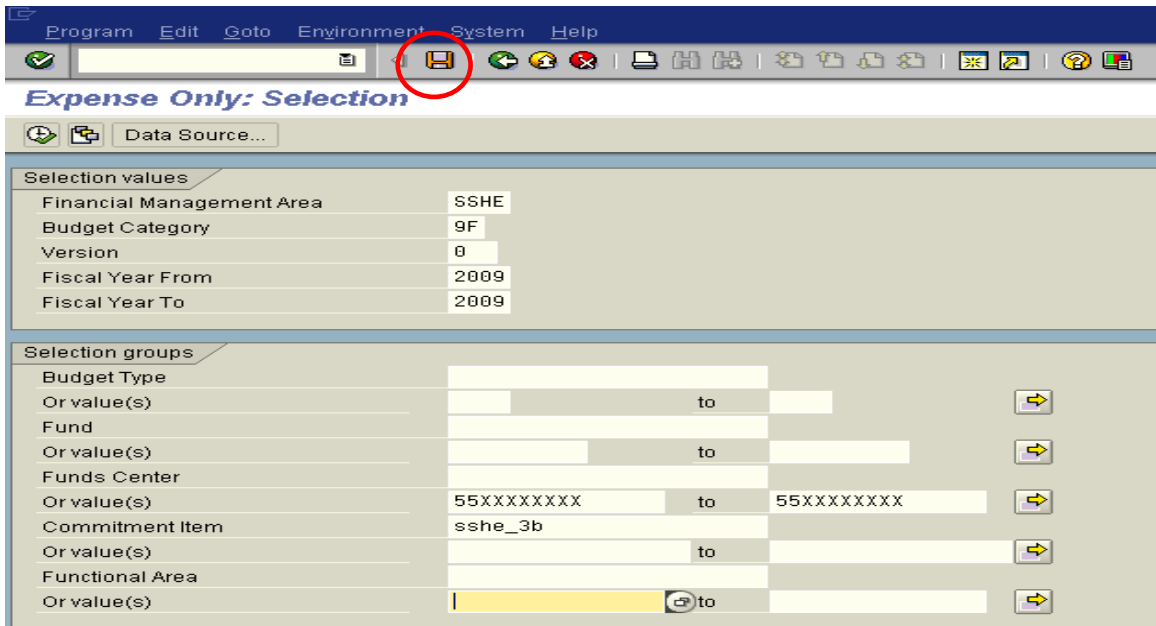 Program Edit Goto Environment System Help
Expense Only: Selection
Data Source...
Selection values
Financial Management Area SSHE
Budget Category 9F
Version 0
Fiscal Year From 2009
Fiscal Year To 2009
Selection groups
Budget Type
Or value(s) to
Fund
Or value(s) to
Funds Center
Or value(s) 55XXXXXXXX to 55XXXXXXXX
Commitment Item sshe_3b
Or value(s) to
Functional Area
Or value(s) to